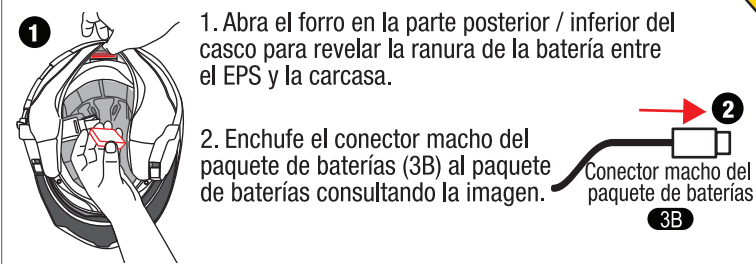 1
1. Abra el forro en la parte posterior / inferior del
casco para revelar la ranura de la batería entre
el EPS y la carcasa.
2. Enchufe el conector macho del
paquete de baterías (3B) al paquete
de baterías consultando la imagen.
2
Conector macho del
paquete de baterías
3B